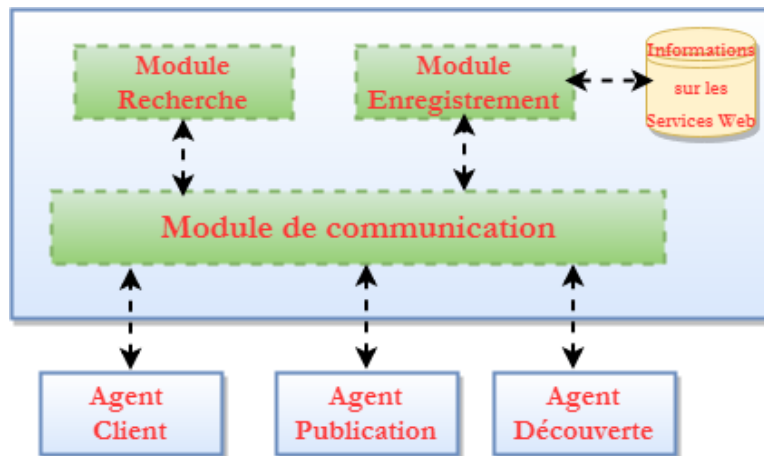 Module
Recherche
Module
Enregistrement
Informations
sur les
Services Web
Module de communication
Agent
Client
Agent
Publication
Agent
Découverte